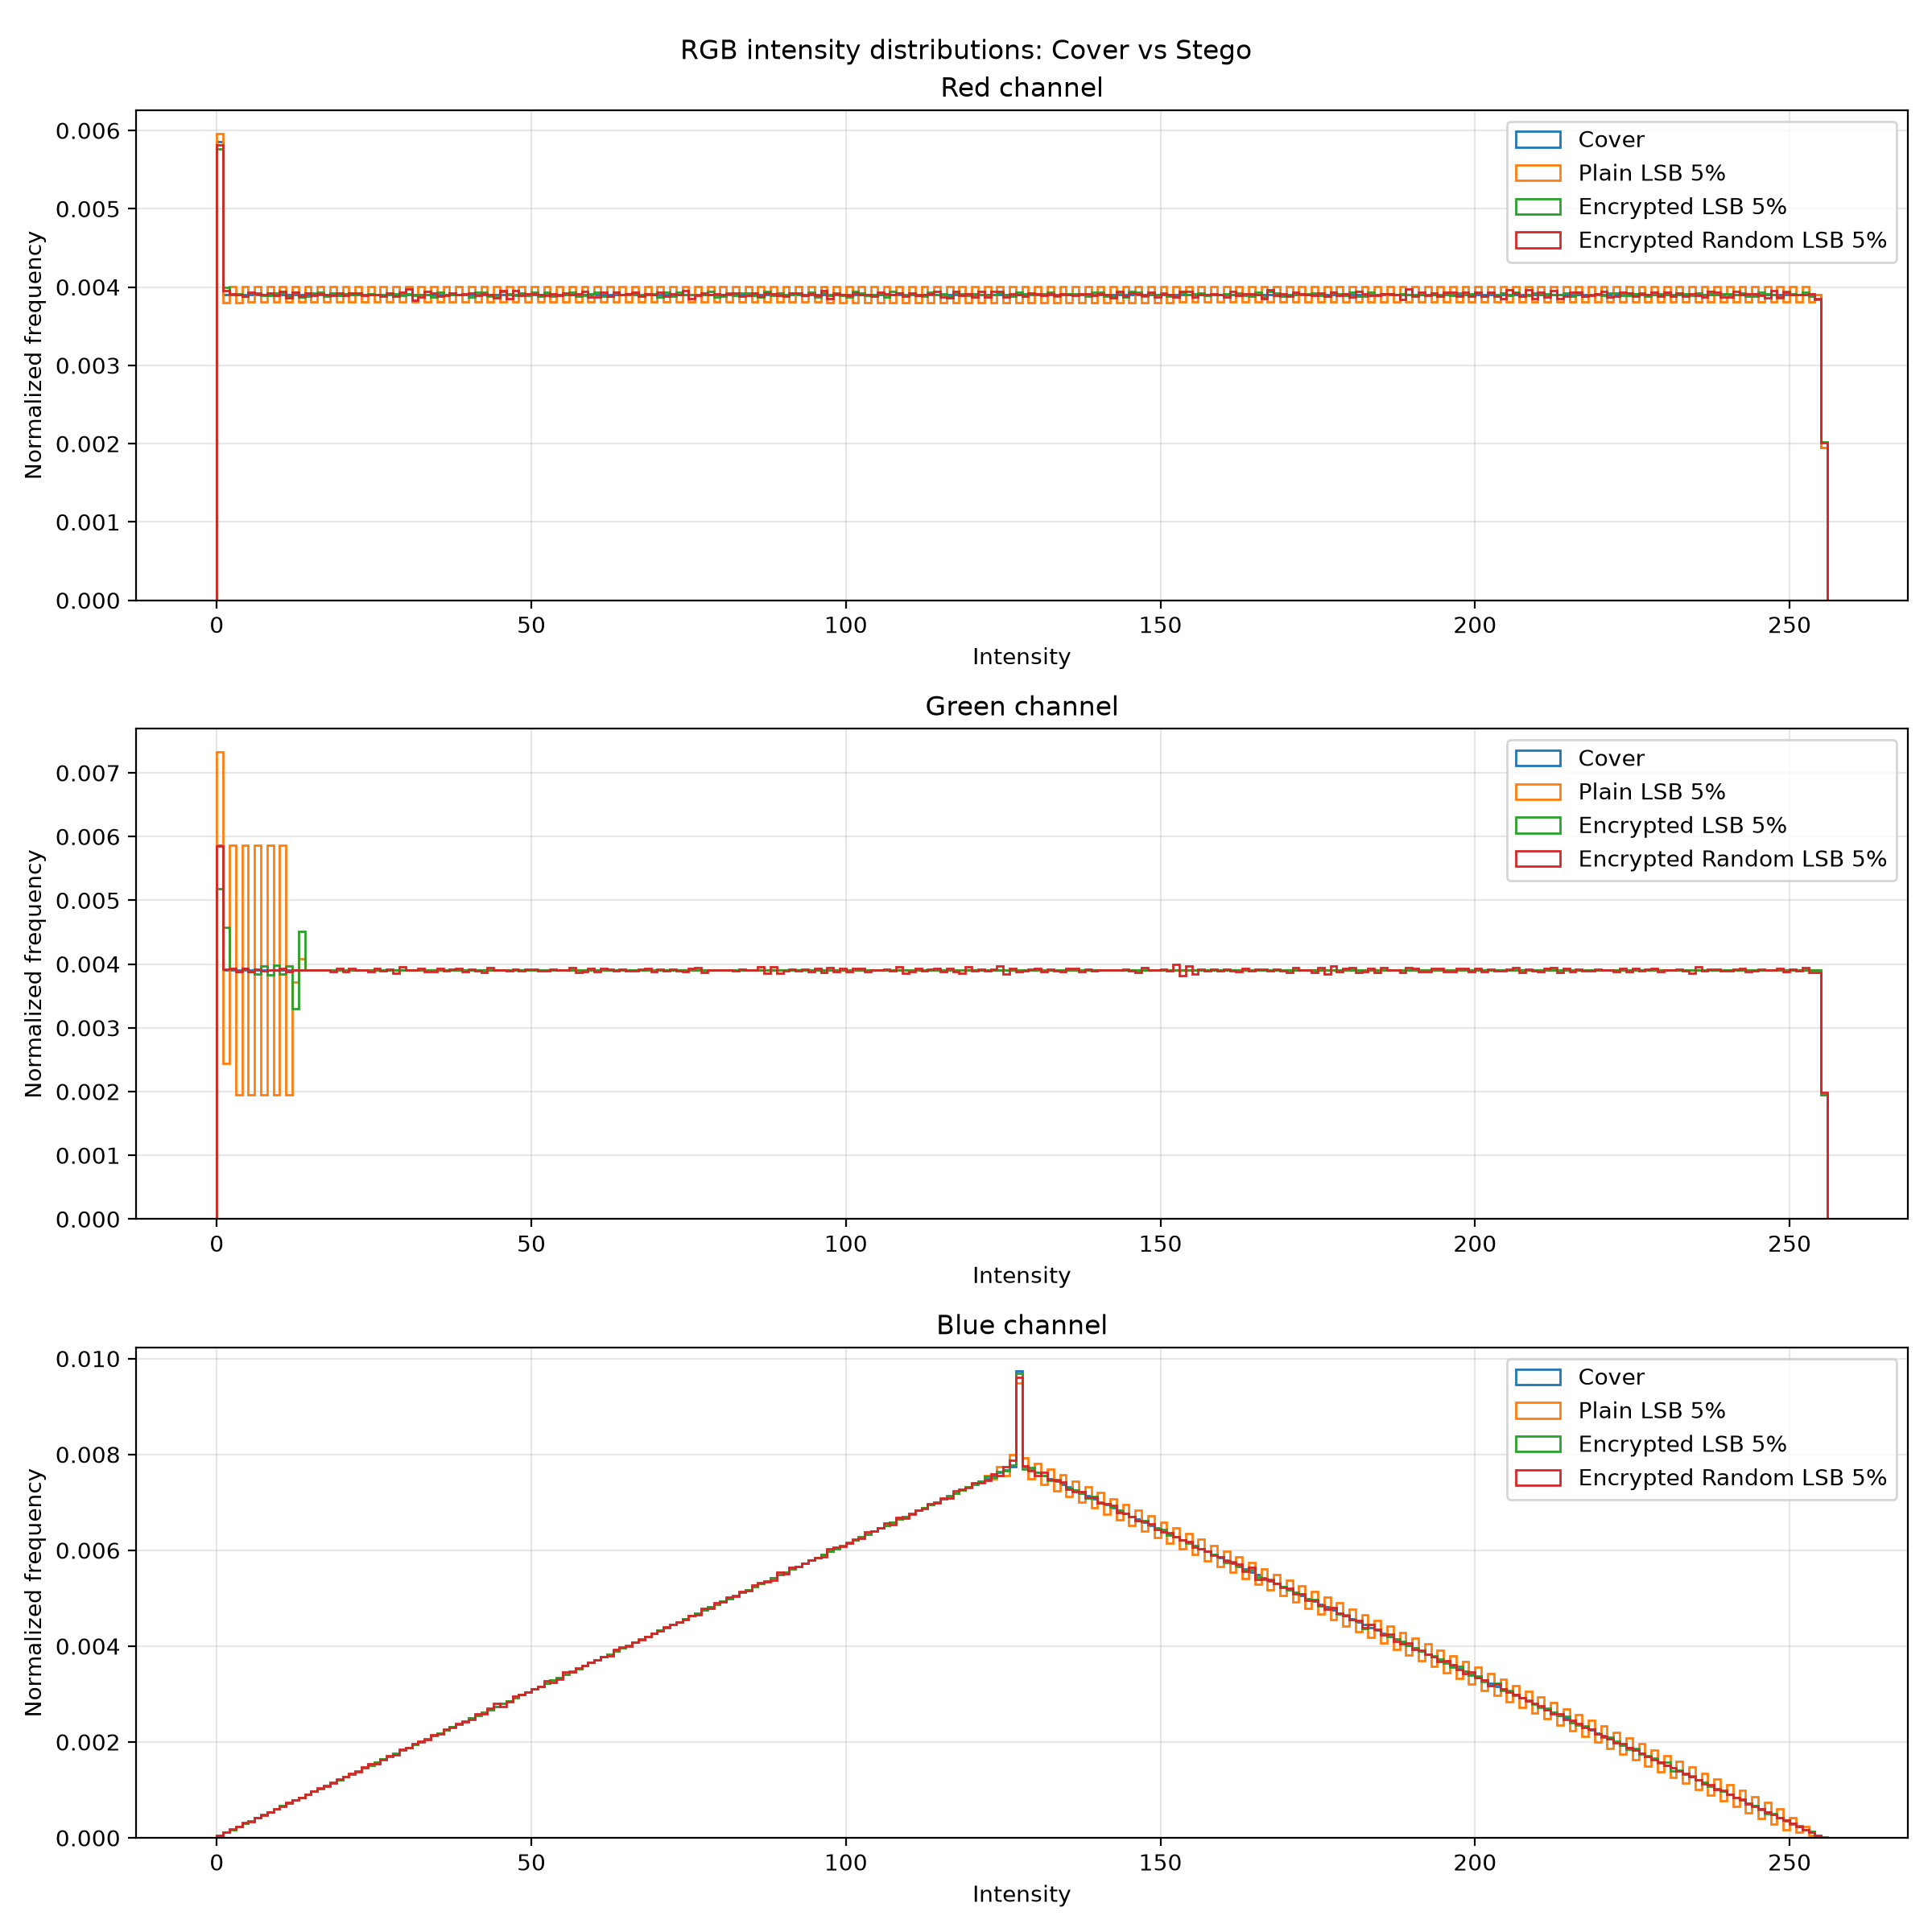 RGB intensity distributions: Cover vs Stego
Red channel
Normalized frequency
0.006
0.005
0.004
0.003
0.002
0.001
0.000
Cover
Plain LSB 5%
Encrypted LSB 5%
Encrypted Random LSB 5%
0 50 100 150 200 250
Intensity
Green channel
Normalized frequency
0.007
0.006
0.005
0.004
0.003
0.002
0.001
0.000
Cover
Plain LSB 5%
Encrypted LSB 5%
Encrypted Random LSB 5%
0 50 100 150 200 250
Intensity
Blue channel
Normalized frequency
0.010
0.008
0.006
0.004
0.002
0.000
Cover
Plain LSB 5%
Encrypted LSB 5%
Encrypted Random LSB 5%
0 50 100 150 200 250
Intensity